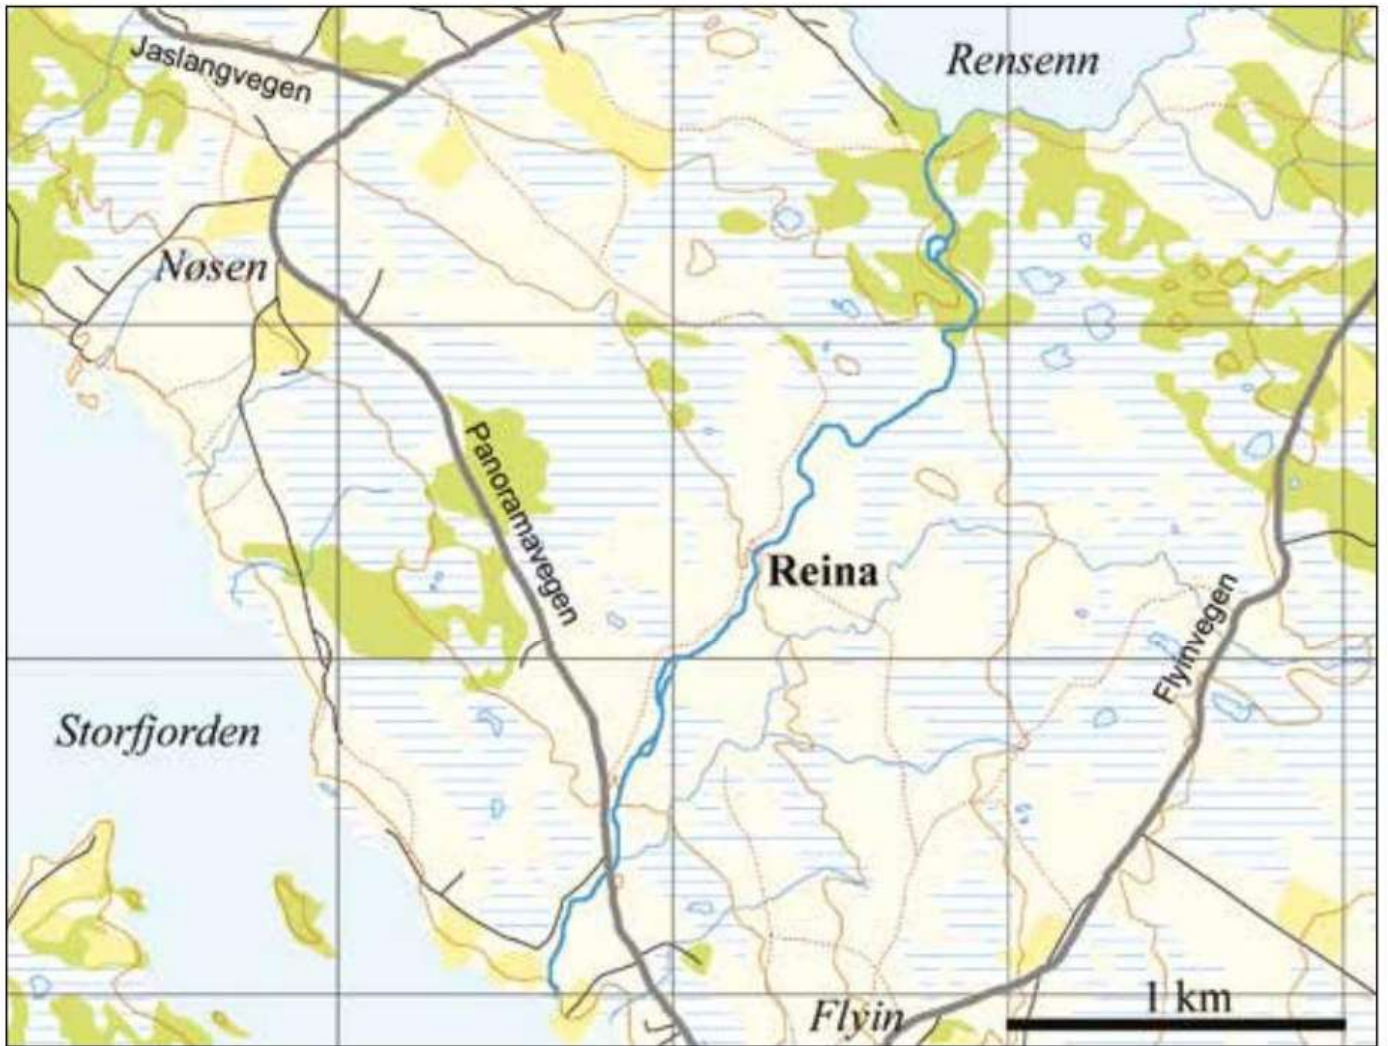 Jaslangvegen
Rensenn
Nøsen
Panoramavegen
Reina
Flyinvegen
Storfjorden
1 km
Flyin